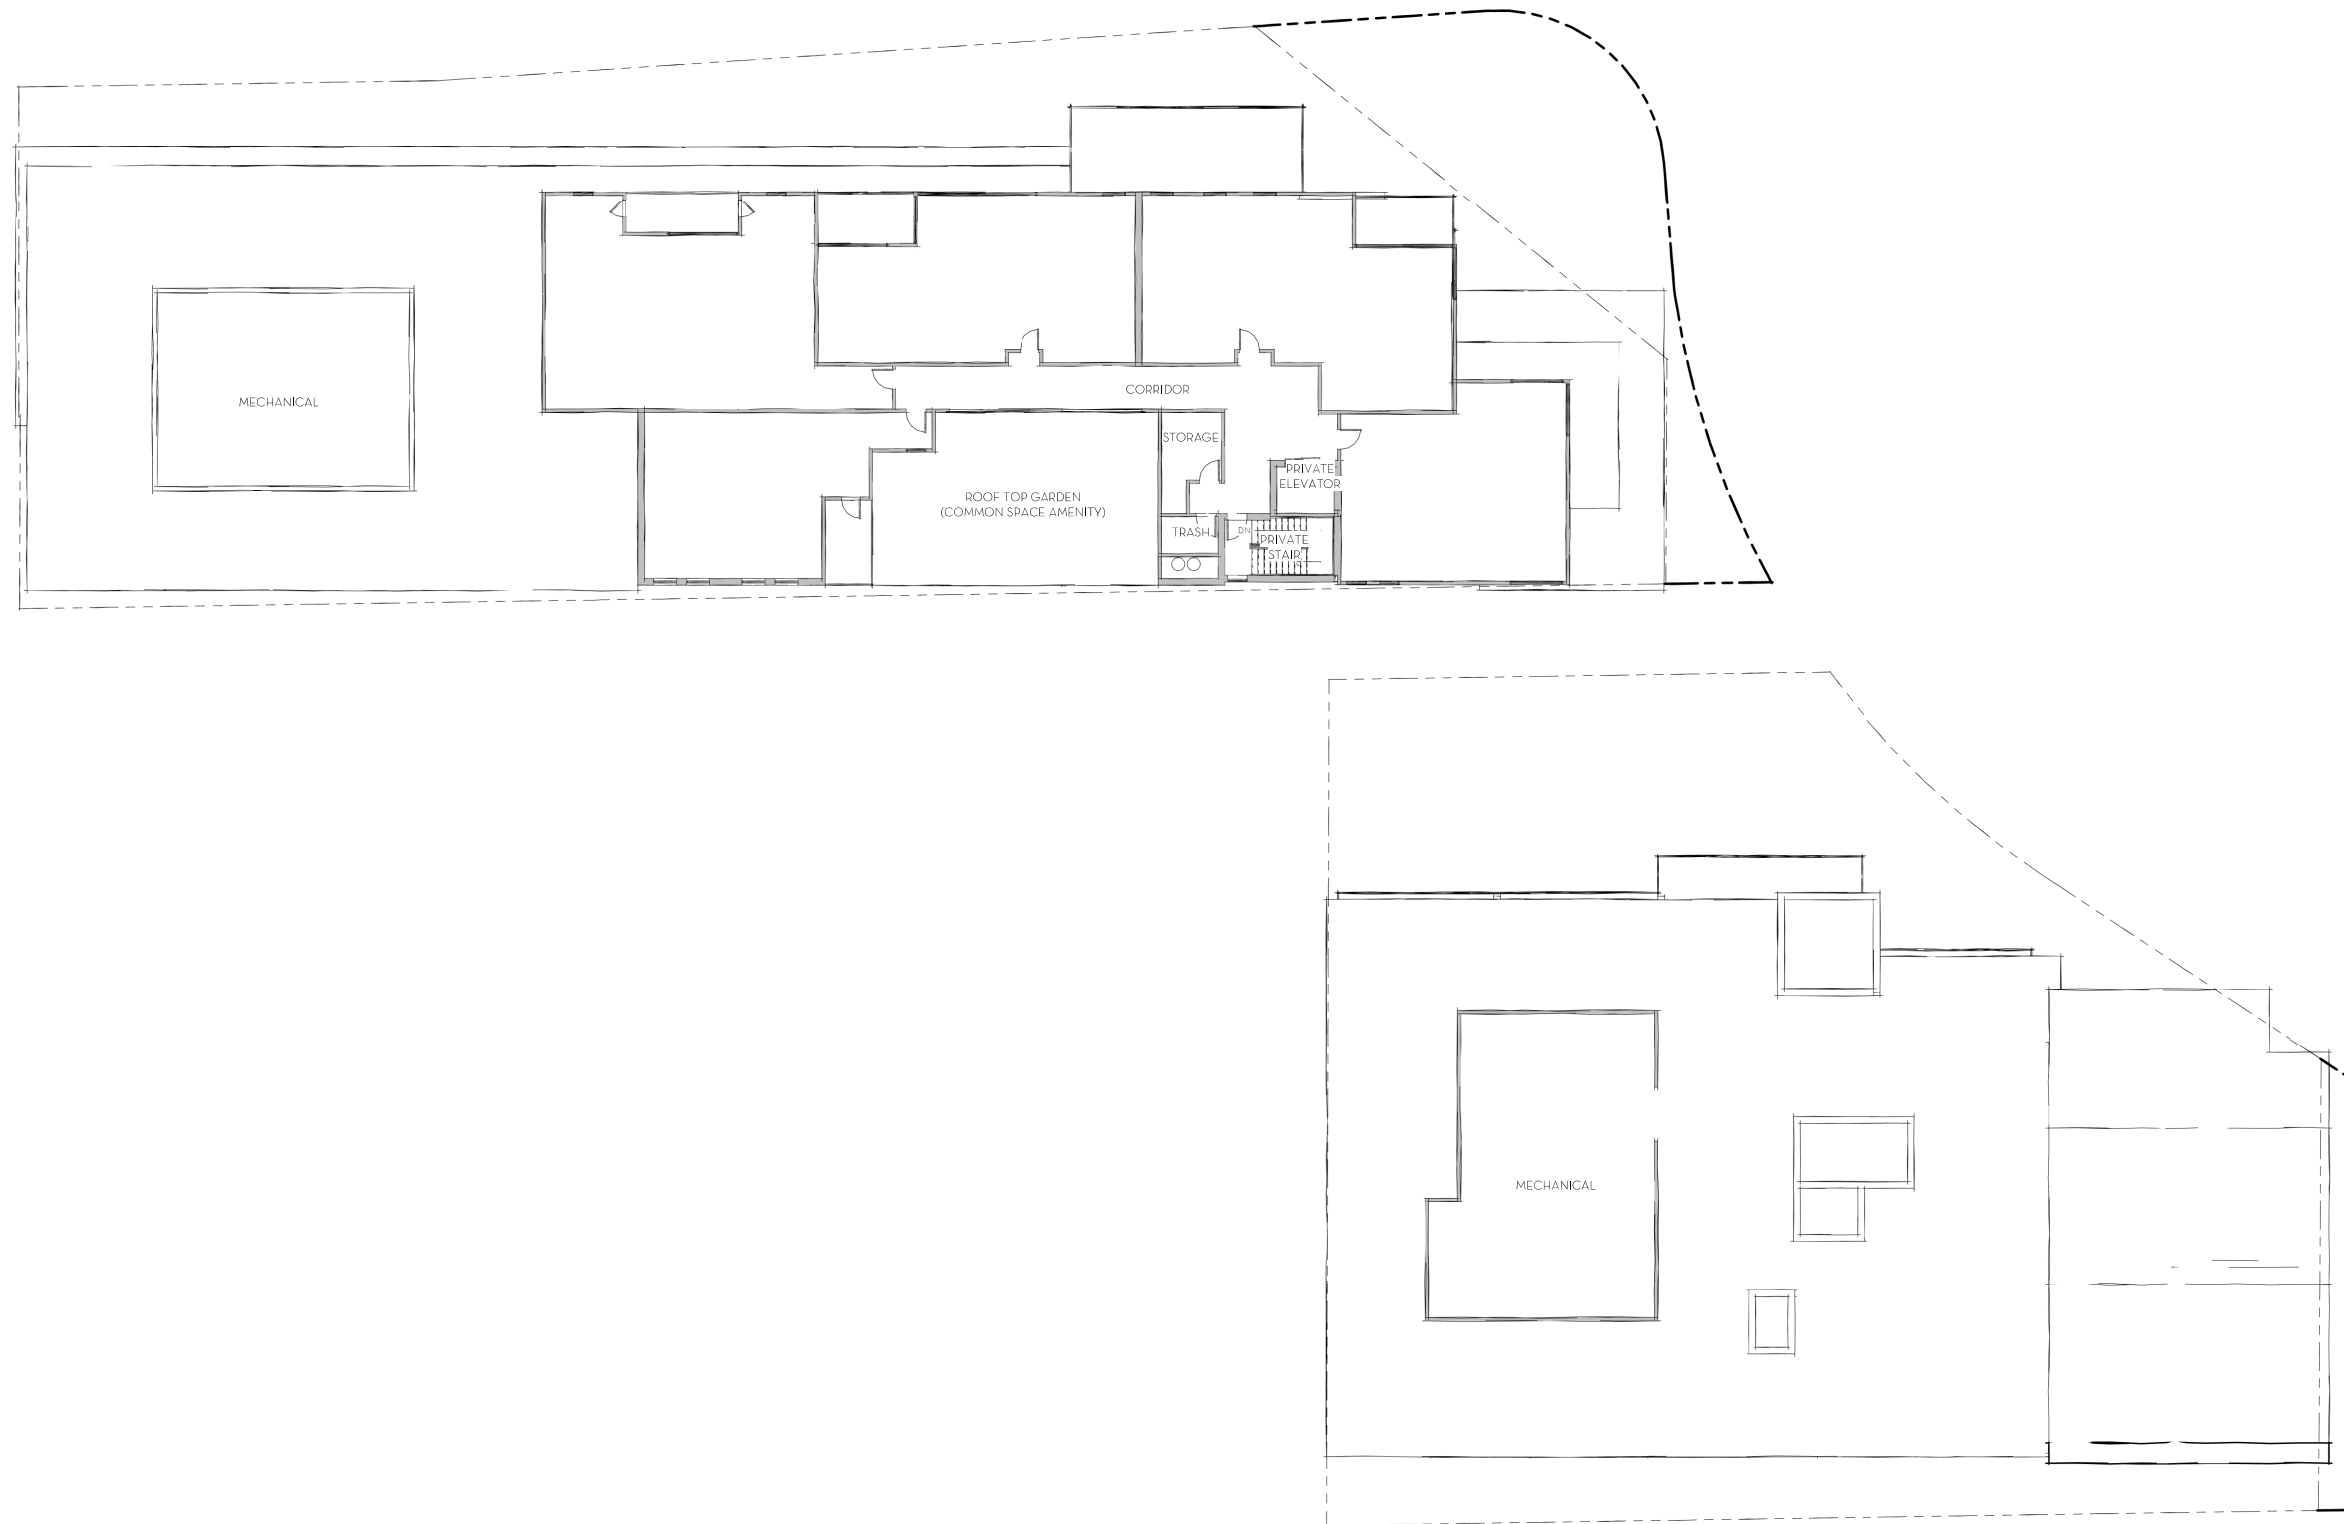 CORRIDOR
MECHANICAL
STORAGE
PRIVATE
ELEVATOR
ROOF TOP GARDEN
(COMMON SPACE AMENITY)
TRASH
DN
PRIVATE
STAIR
MECHANICAL